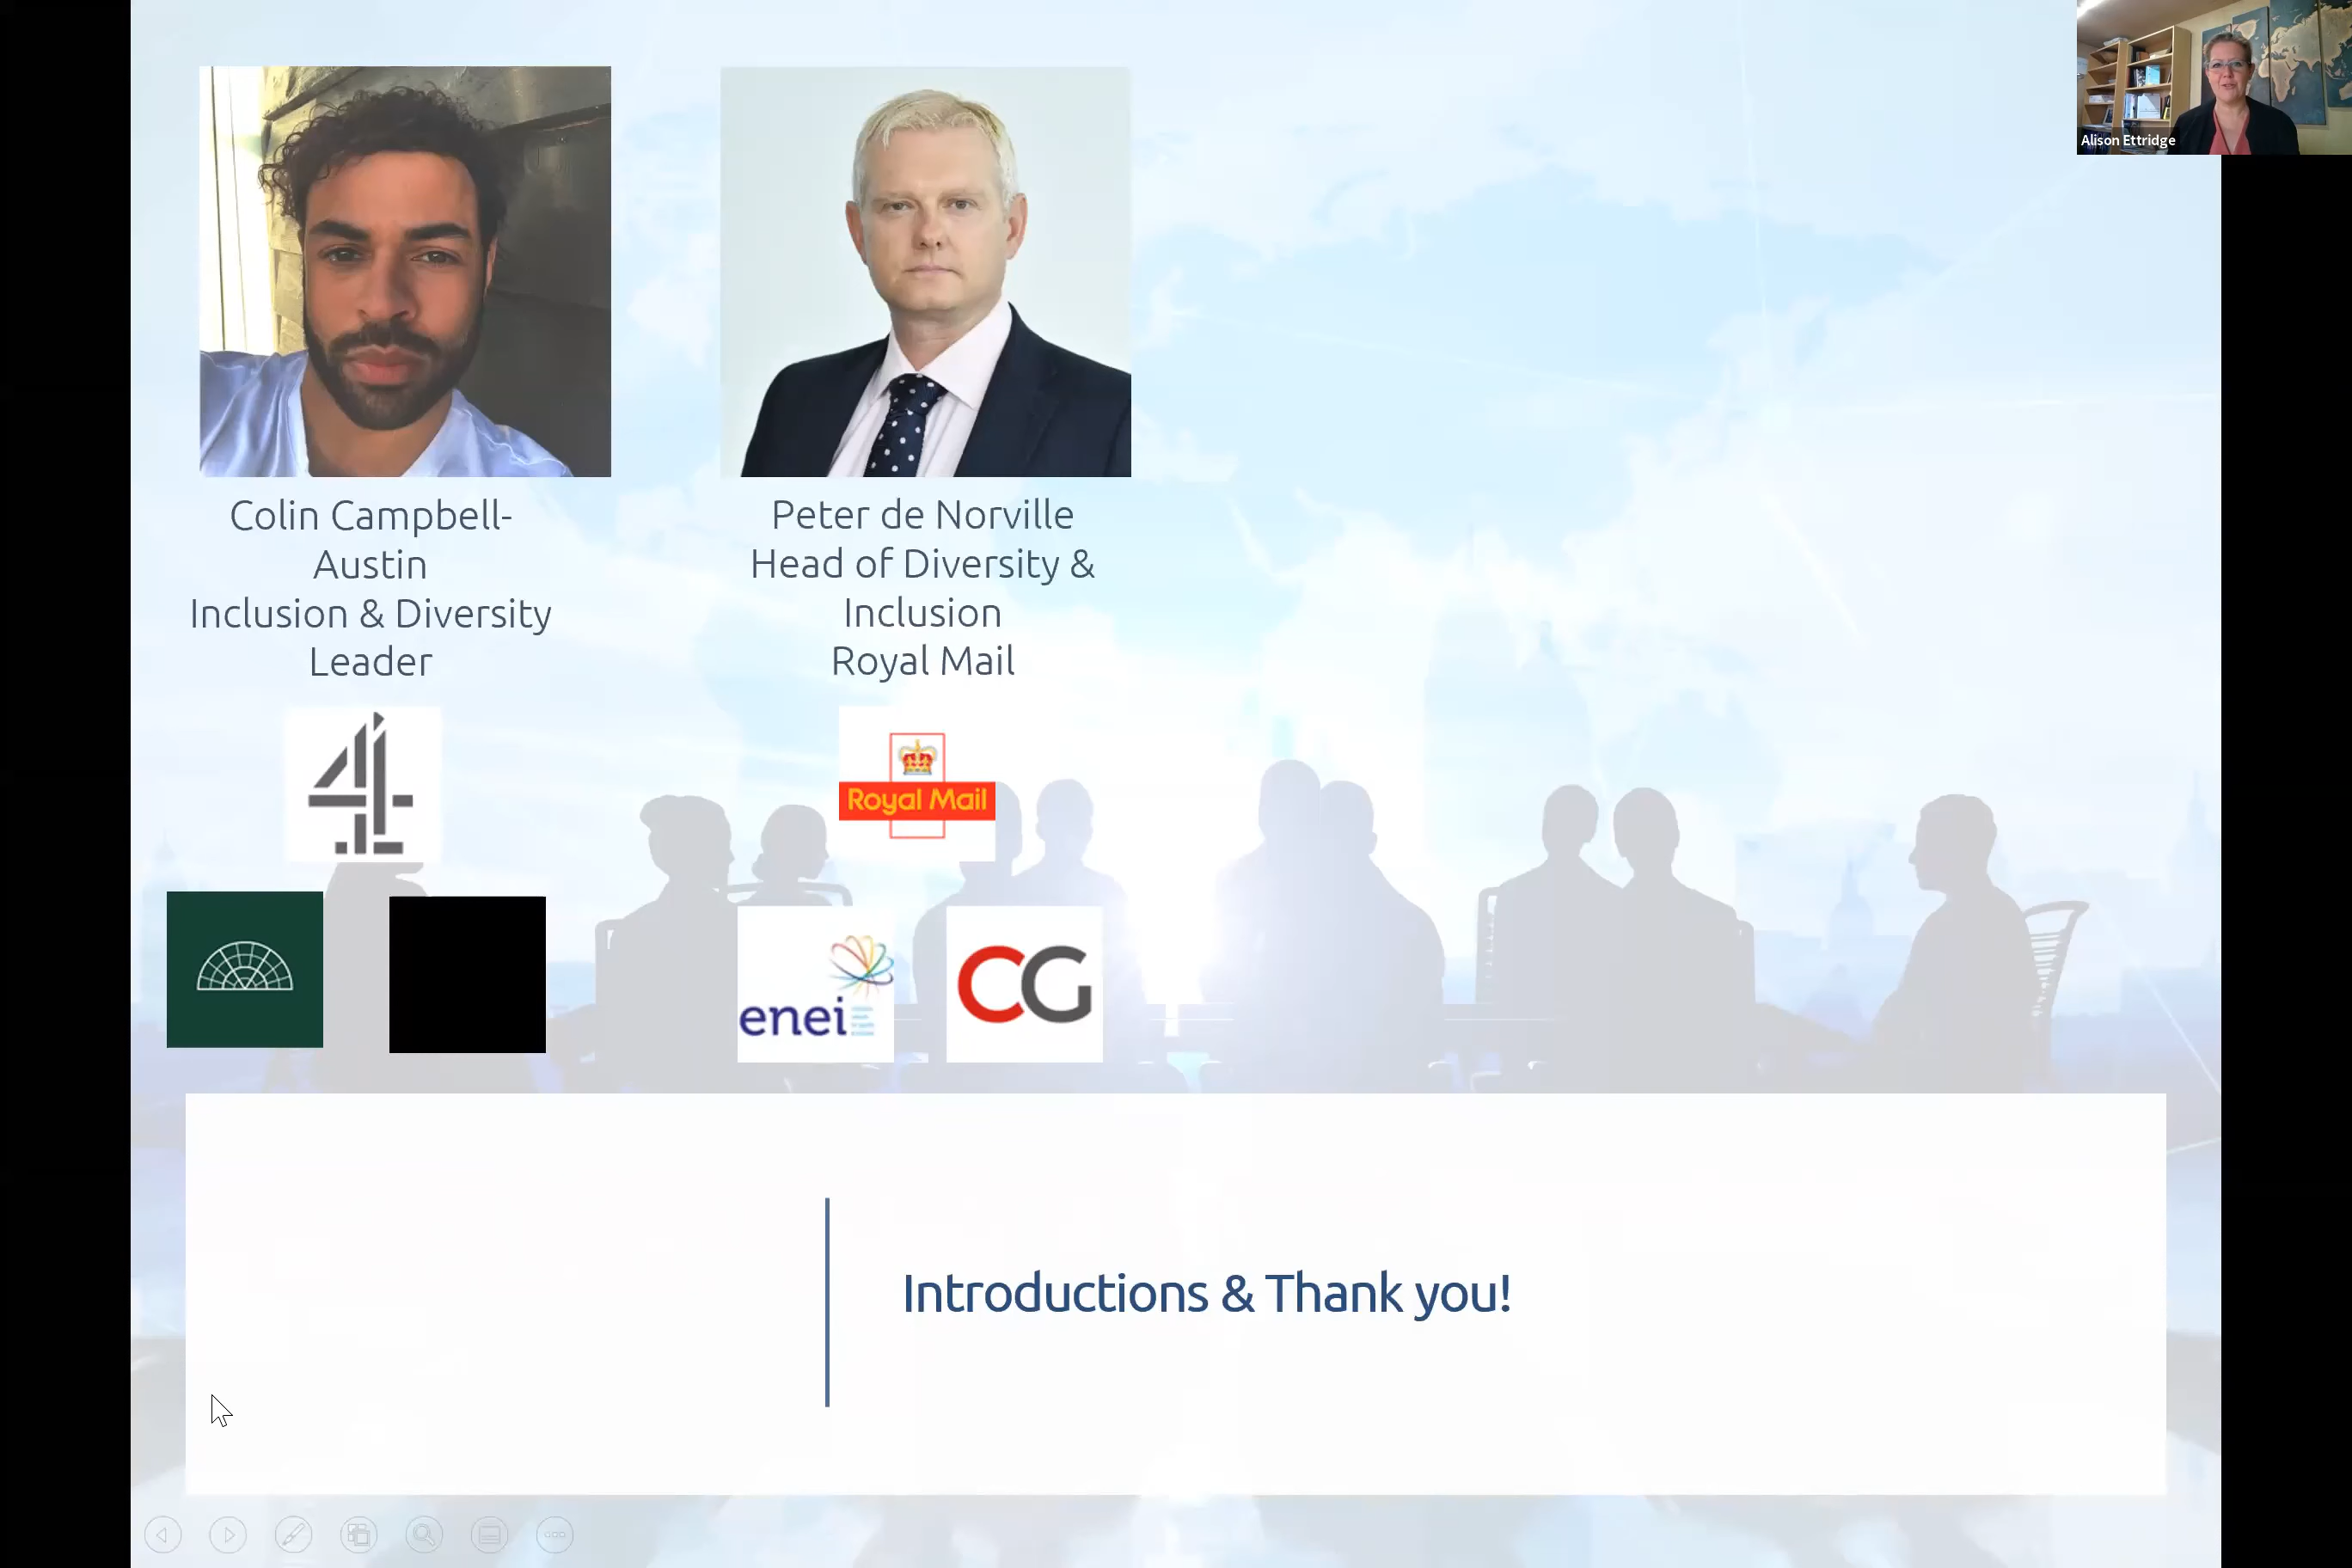 Alison Ettridge
Colin Campbell-
Austin
Inclusion & Diversity
Leader
Peter de Norville
Head of Diversity &
Inclusion
Royal Mail
4
Royal Mail
enei
CG
Introductions & Thank you!